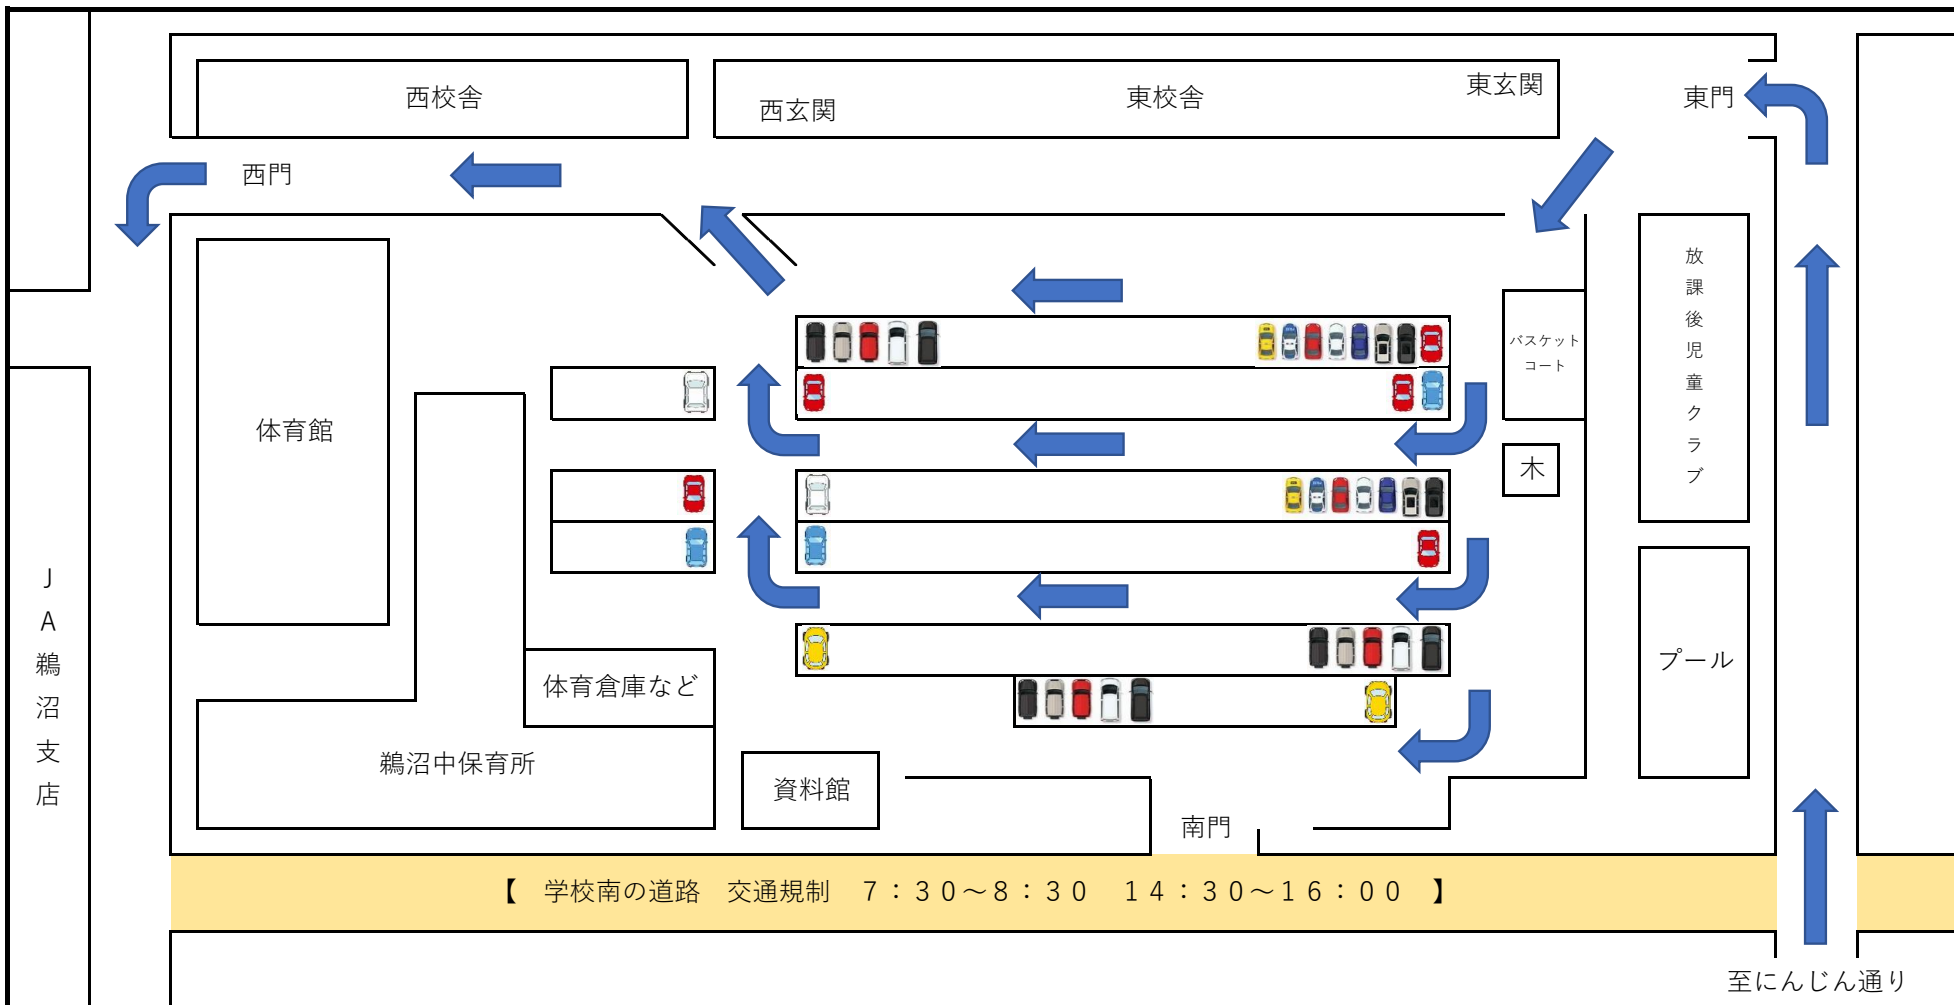 西校舎
西玄関
東校舎
東玄関
東門
西門
放課後児童クラブ
バスケット
コート
体育館
木
JA鵜沼支店
体育倉庫など
プール
鵜沼中保育所
資料館
南門
【　学校南の道路　交通規制　７：３０～８：３０　１４：３０～１６：００　】
至にんじん通り